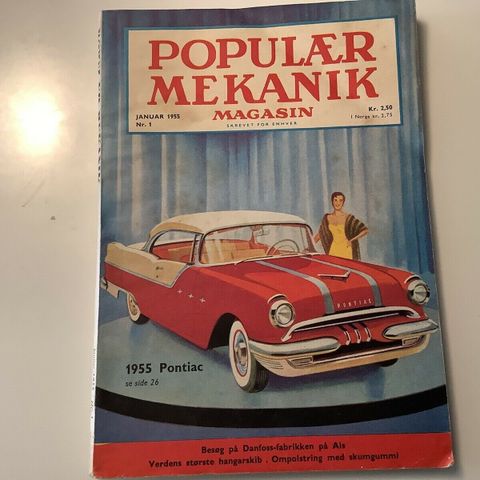 POPULÆR
MEKANIK
MAGASIN
SKREVET FOR ENHVER
JANUAR 1955
Nr. 1
Kr. 2,50
I Norge kr. 2,75
PONTIAC
1955 Pontiac
se side 26
Besøg på Danfoss-fabrikken på Als
Verdens største hangarskib . Ompolstring med skumgummi